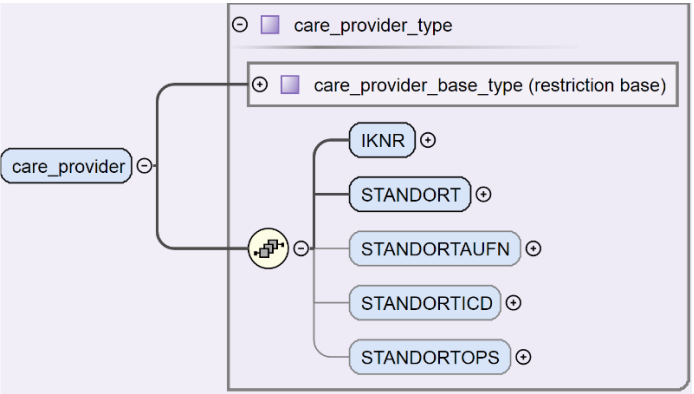 care_provider_type
care_provider_base_type (restriction base)
care_provider
IKNR
STANDORT
STANDORTAUFN
STANDORTICD
STANDORTOPS